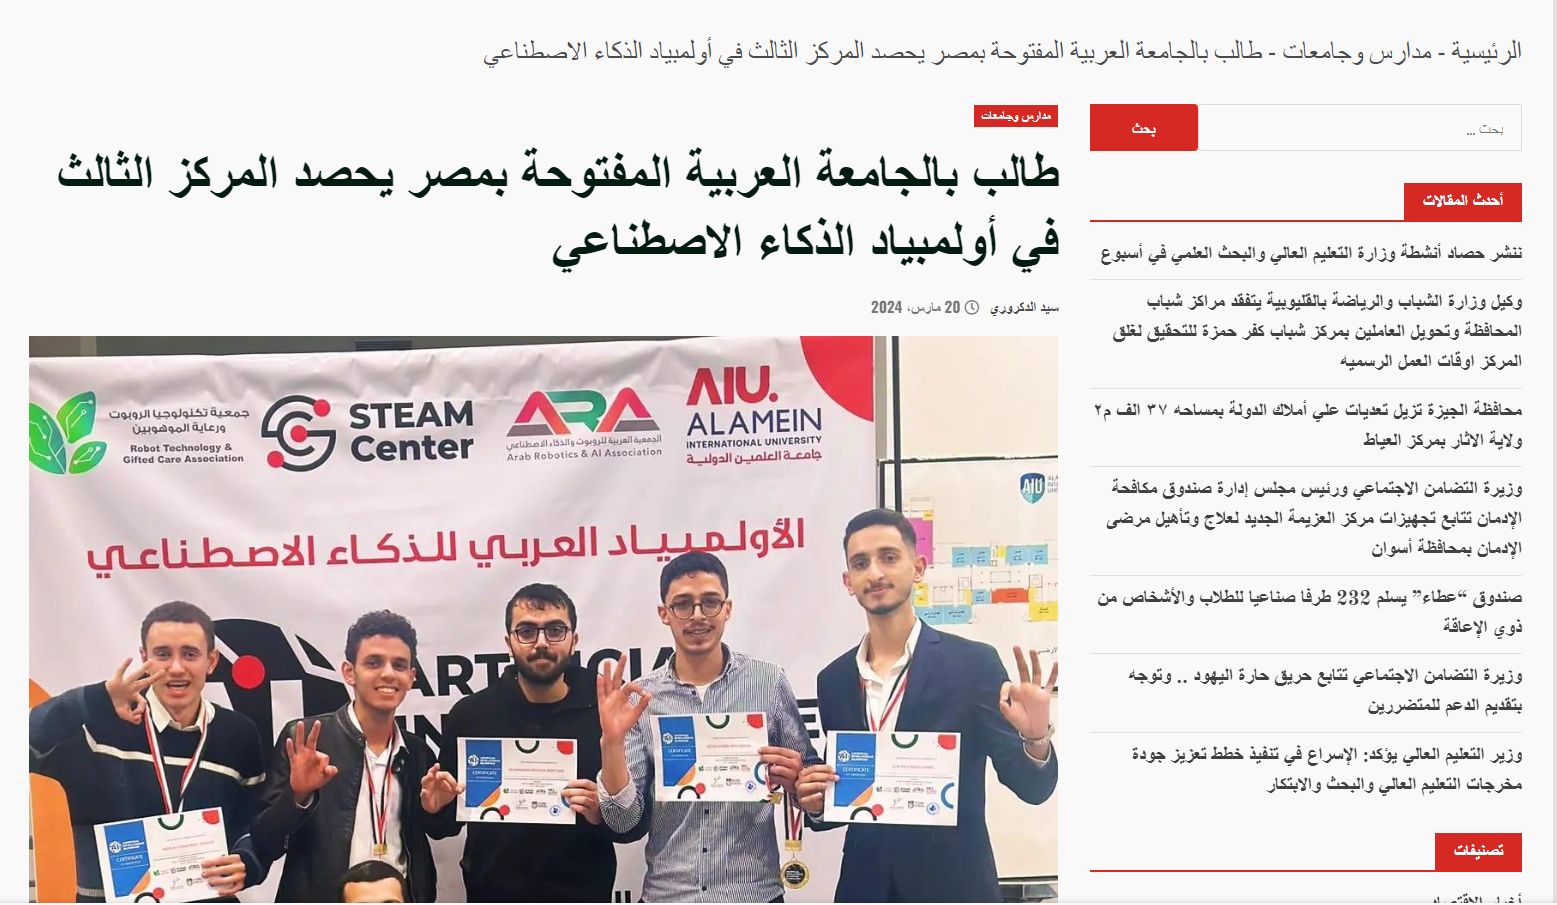 الرئيسية - مدارس وجامعات - طالب بالجامعة العربية المفتوحة بمصر يحصد المركز الثالث في أولمبياد الذكاء الاصطناعي
بحث ...
بحث
أحدث المقالات
ننشر حصاد أنشطة وزارة التعليم العالي والبحث العلمي في أسبوع
وكيل وزارة الشباب والرياضة بالقليوبية يتفقد مراكز شباب
المحافظة وتحويل العاملين بمركز شباب كفر حمزة للتحقيق لغلق
المركز اوقات العمل الرسميه
محافظة الجيزة تزيل تعديات علي أملاك الدولة بمساحه ٣٧ الف م٢
ولاية الاثار بمركز العياط
وزيرة التضامن الاجتماعي ورئيس مجلس إدارة صندوق مكافحة
الإدمان تتابع تجهيزات مركز العزيمة الجديد لعلاج وتأهيل مرضى
الإدمان بمحافظة أسوان
صندوق “عطاء” يسلم 232 طرفا صناعيا للطلاب والأشخاص من
ذوي الإعاقة
وزيرة التضامن الاجتماعي تتابع حريق حارة اليهود .. وتوجه
بتقديم الدعم للمتضررين
وزير التعليم العالي يؤكد: الإسراع في تنفيذ خطط تعزيز جودة
مخرجات التعليم العالي والبحث والابتكار
تصنيفات
مدارس وجامعات
طالب بالجامعة العربية المفتوحة بمصر يحصد المركز الثالث
في أولمبياد الذكاء الاصطناعي
سيد الدكروري 20 مارس، 2024
جمعية تكنولوجيا الروبوت
ورعاية الموهوبين
Robot Technology &
Gifted Care Association
STEAM
Center
ARA
الجمعية العربية للروبوت والذكاء الاصطناعي
Arab Robotics & AI Association
AIU.
ALAMEIN
INTERNATIONAL UNIVERSITY
جامعة العلمين الدولية
AIU
الأولمبياد العربي للذكاء الاصطناعي
CERTIFICATE
CERTIFICATE
CERTIFICATE
CERTIFICATE